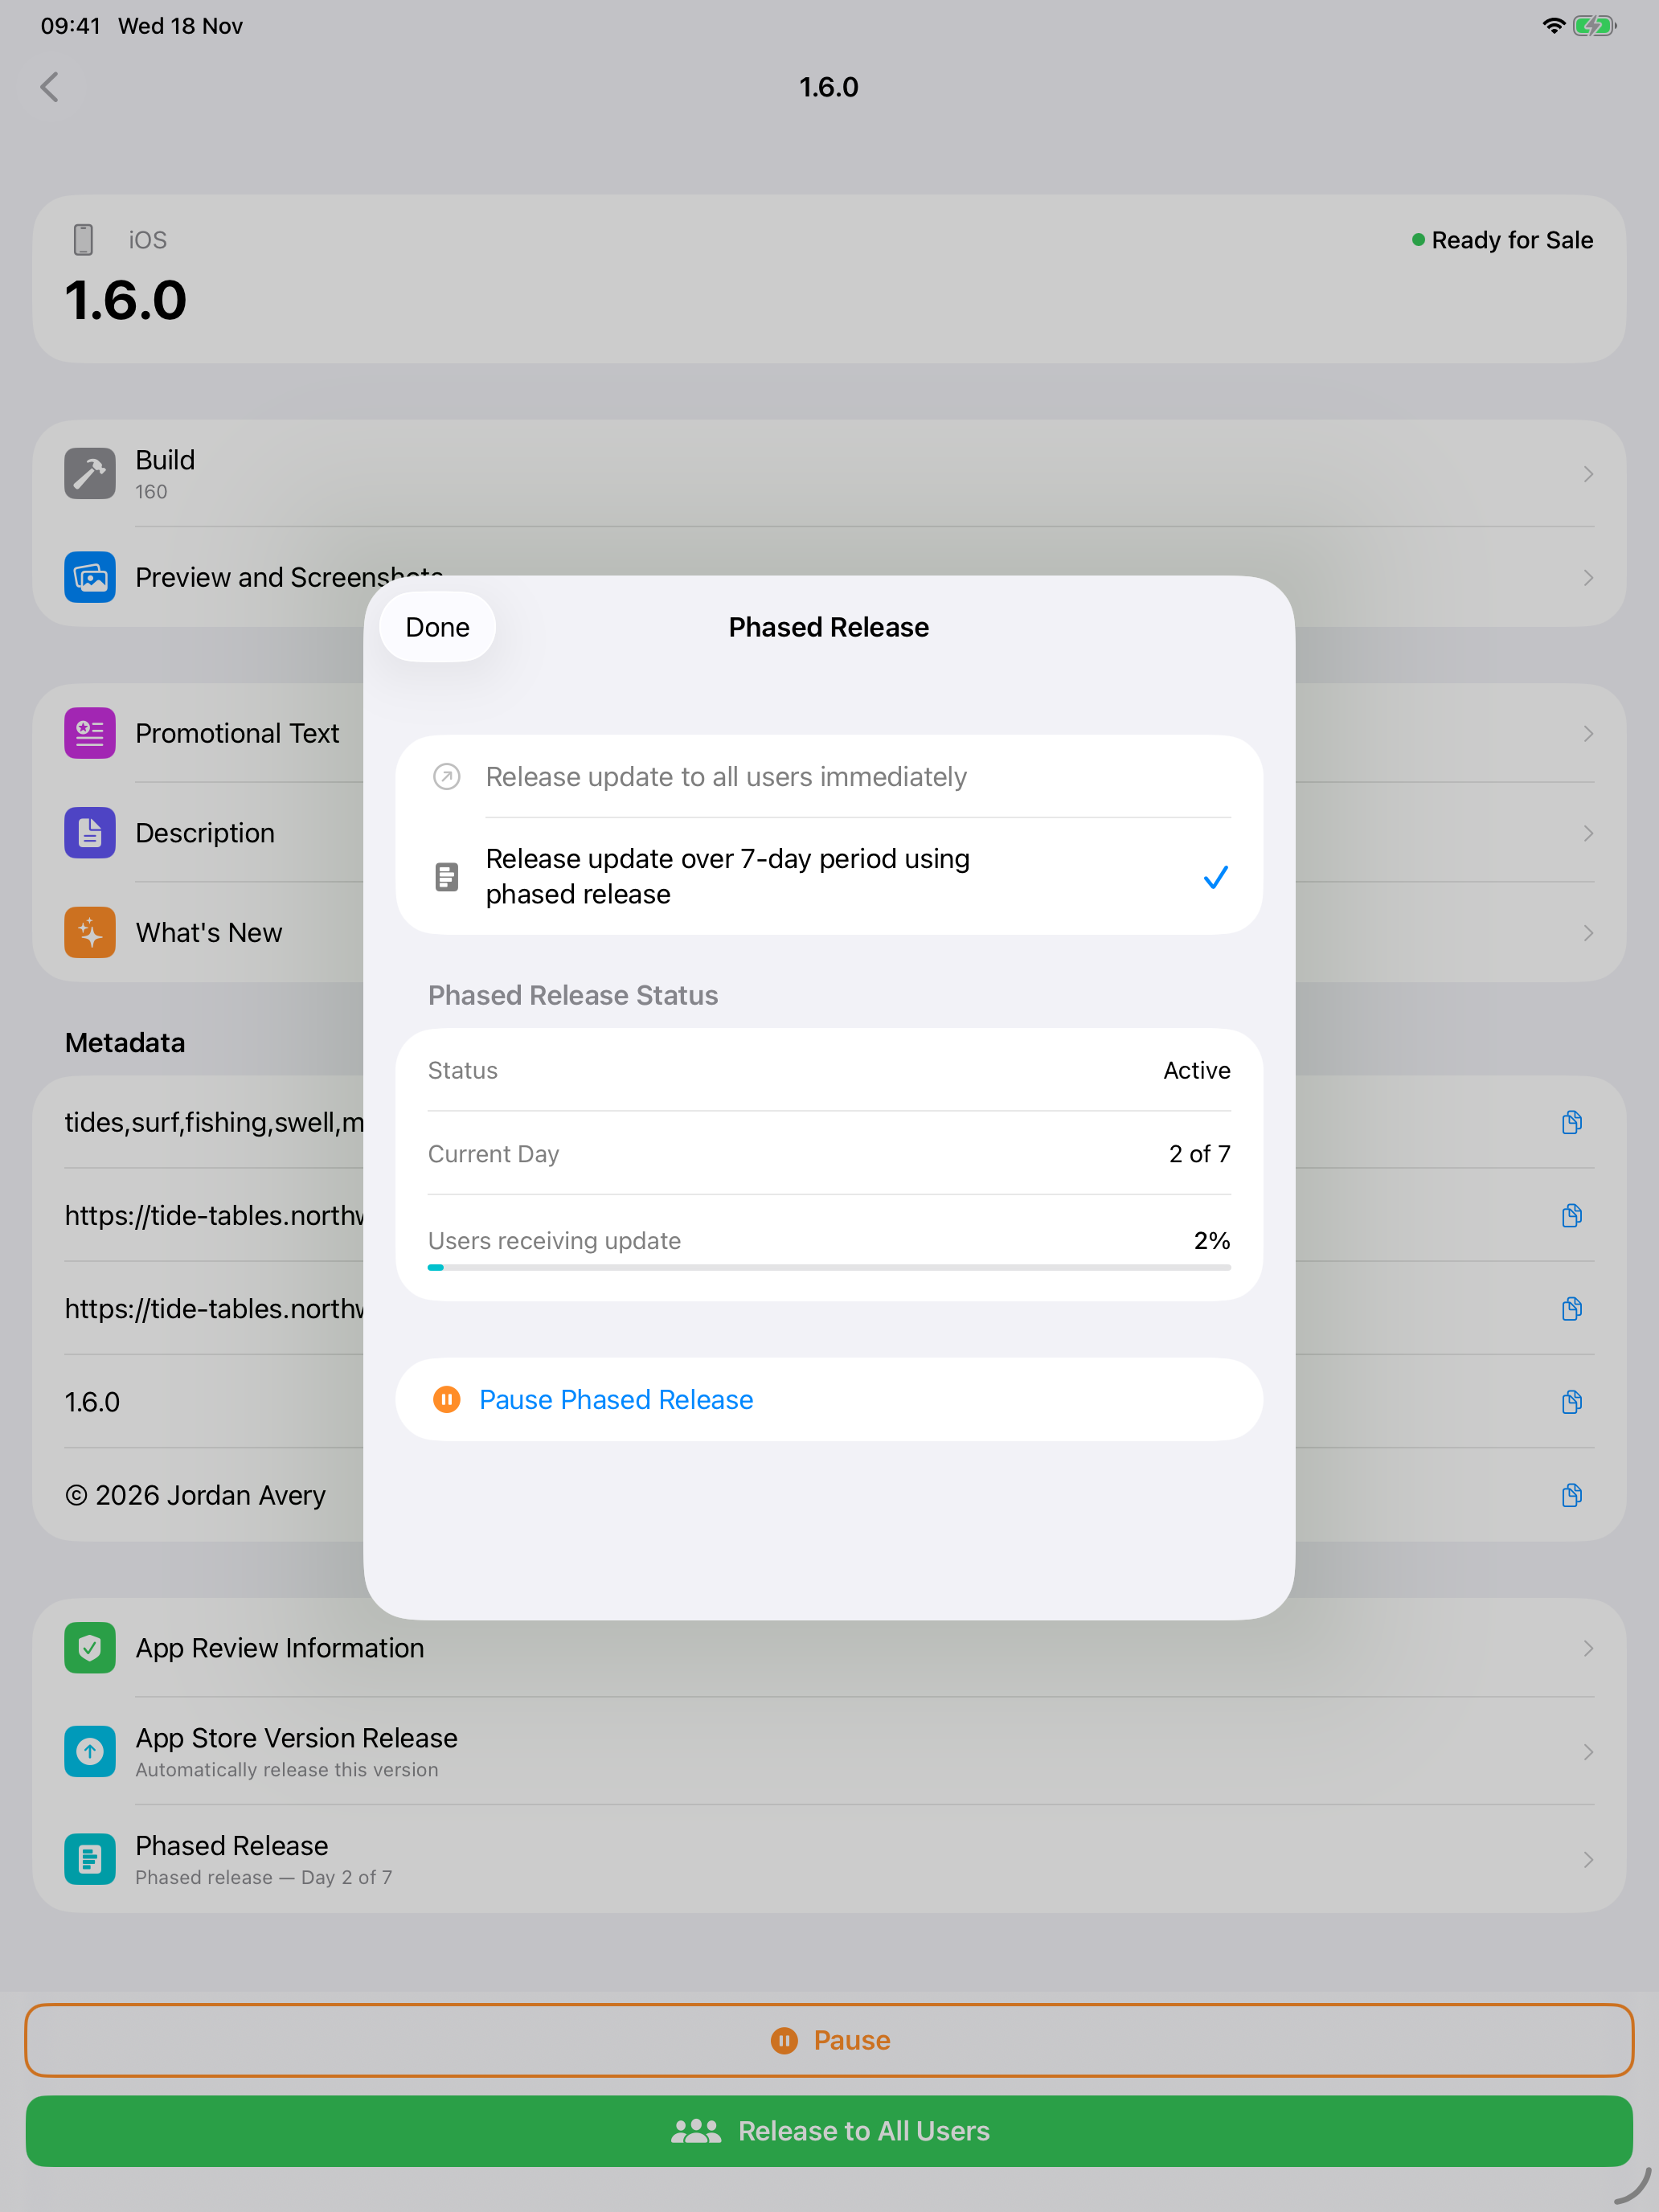 09:41 Wed 18 Nov
1.6.0
iOS
Ready for Sale
1.6.0
Build
160
Preview and Screenshots
Done
Phased Release
Release update to all users immediately
Release update over 7-day period using
phased release
Phased Release Status
Status
Active
Current Day
2 of 7
Users receiving update
2%
Pause Phased Release
Promotional Text
Description
What's New
Metadata
tides,surf,fishing,swell,m
https://tide-tables.northw
https://tide-tables.northw
1.6.0
© 2026 Jordan Avery
App Review Information
App Store Version Release
Automatically release this version
Phased Release
Phased release — Day 2 of 7
Pause
Release to All Users